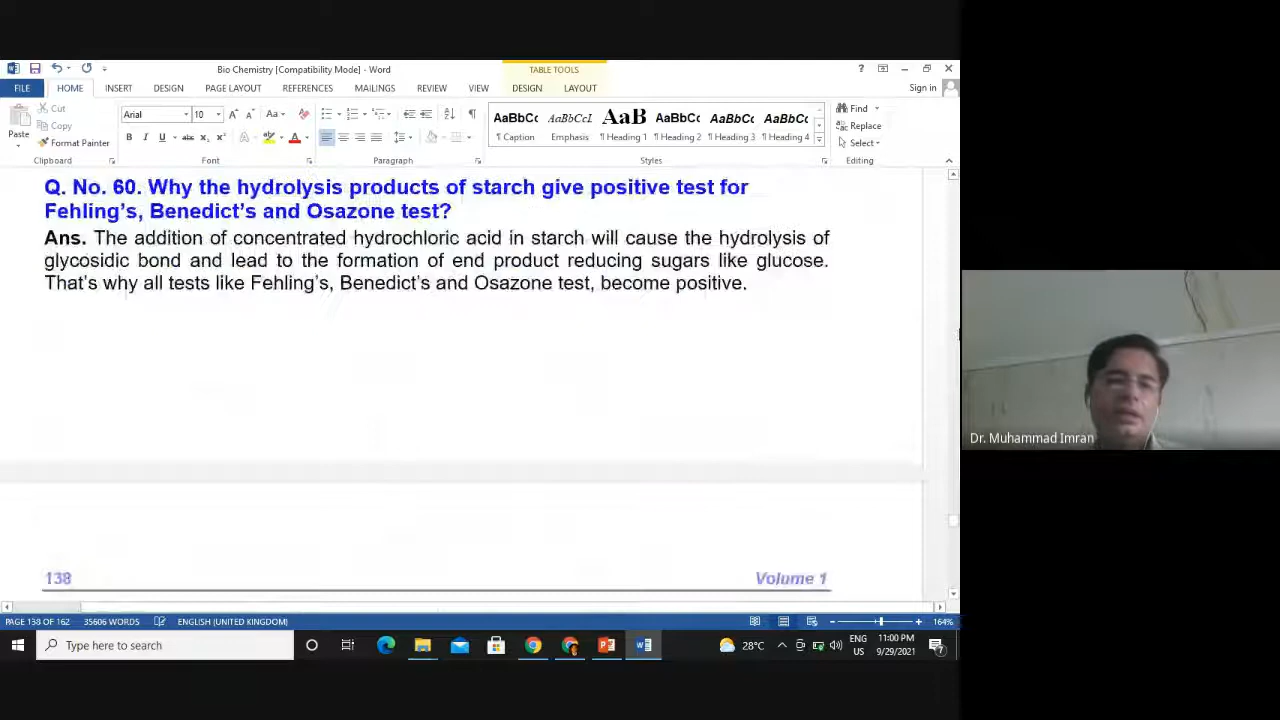 Bio Chemistry [Compatibility Mode] - Word
TABLE TOOLS
FILE HOME INSERT DESIGN PAGE LAYOUT REFERENCES MAILINGS REVIEW VIEW DESIGN LAYOUT Sign in
Paste
Cut
Copy
Format Painter
Clipboard
Arial 10
Aa
B I U abc X₂ X²
Font
Paragraph
AaBbCc AaBbCcL AaB AaBbCc AaBbCc AaBbCc
¶ Caption Emphasis ¶ Heading 1 ¶ Heading 2 ¶ Heading 3 ¶ Heading 4
Styles
Find
Replace
Select
Editing
Q. No. 60. Why the hydrolysis products of starch give positive test for
Fehling's, Benedict's and Osazone test?
Ans. The addition of concentrated hydrochloric acid in starch will cause the hydrolysis of
glycosidic bond and lead to the formation of end product reducing sugars like glucose.
That's why all tests like Fehling's, Benedict's and Osazone test, become positive.
138 Volume 1
PAGE 138 OF 162 35606 WORDS ENGLISH (UNITED KINGDOM) 164%
Type here to search
28°C
ENG
US
11:00 PM
9/29/2021
7
Dr. Muhammad Imran